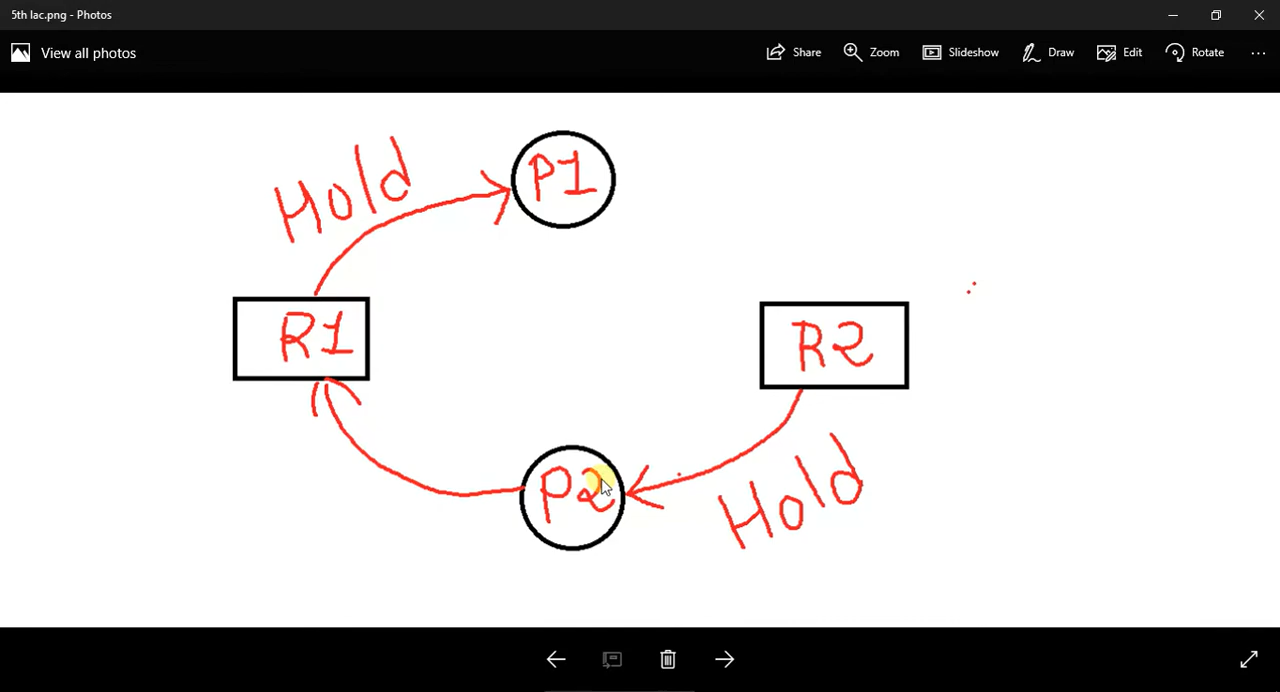 5th lac.png - Photos
View all photos
Share
Zoom
Slideshow
Draw
Edit
Rotate
Hold
P1
R1
R2
P2
Hold